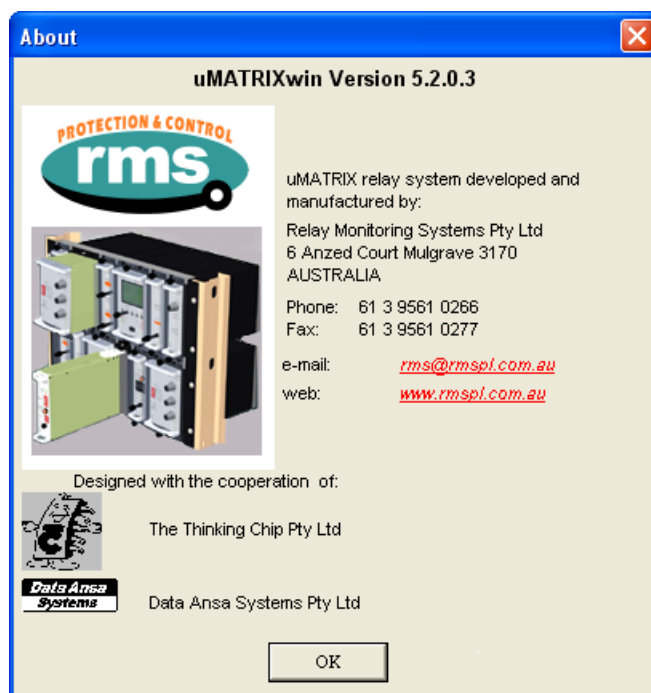 About
uMATRIXwin Version 5.2.0.3
PROTECTION & CONTROL
rms
uMATRIX relay system developed and
manufactured by:
Relay Monitoring Systems Pty Ltd
6 Anzed Court Mulgrave 3170
AUSTRALIA
Phone: 61 3 9561 0266
Fax: 61 3 9561 0277
e-mail: rms@rmspl.com.au
web: www.rmspl.com.au
Designed with the cooperation of:
The Thinking Chip Pty Ltd
Data Ansa
Systems
Data Ansa Systems Pty Ltd
OK